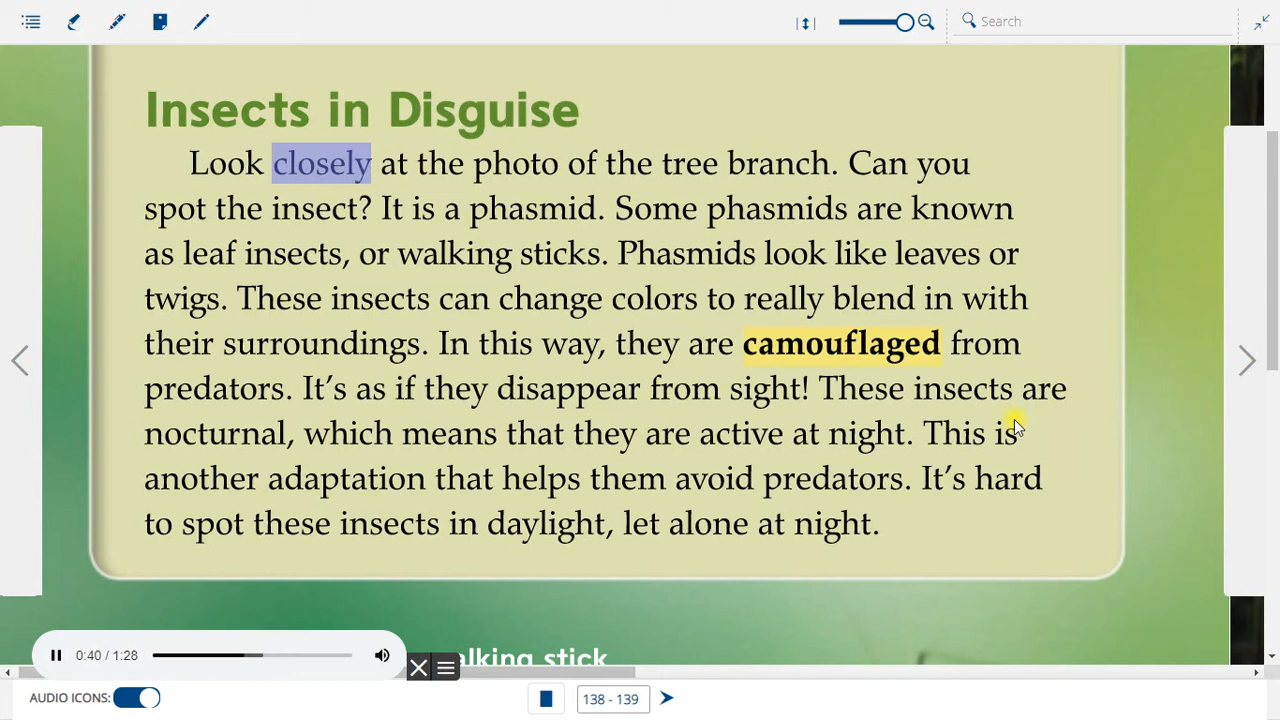 Search
Insects in Disguise
Look closely at the photo of the tree branch. Can you
spot the insect? It is a phasmid. Some phasmids are known
as leaf insects, or walking sticks. Phasmids look like leaves or
twigs. These insects can change colors to really blend in with
their surroundings. In this way, they are camouflaged from
predators. It’s as if they disappear from sight! These insects are
nocturnal, which means that they are active at night. This is
another adaptation that helps them avoid predators. It’s hard
to spot these insects in daylight, let alone at night.
alking stick
0:40 / 1:28
AUDIO ICONS:
138 - 139